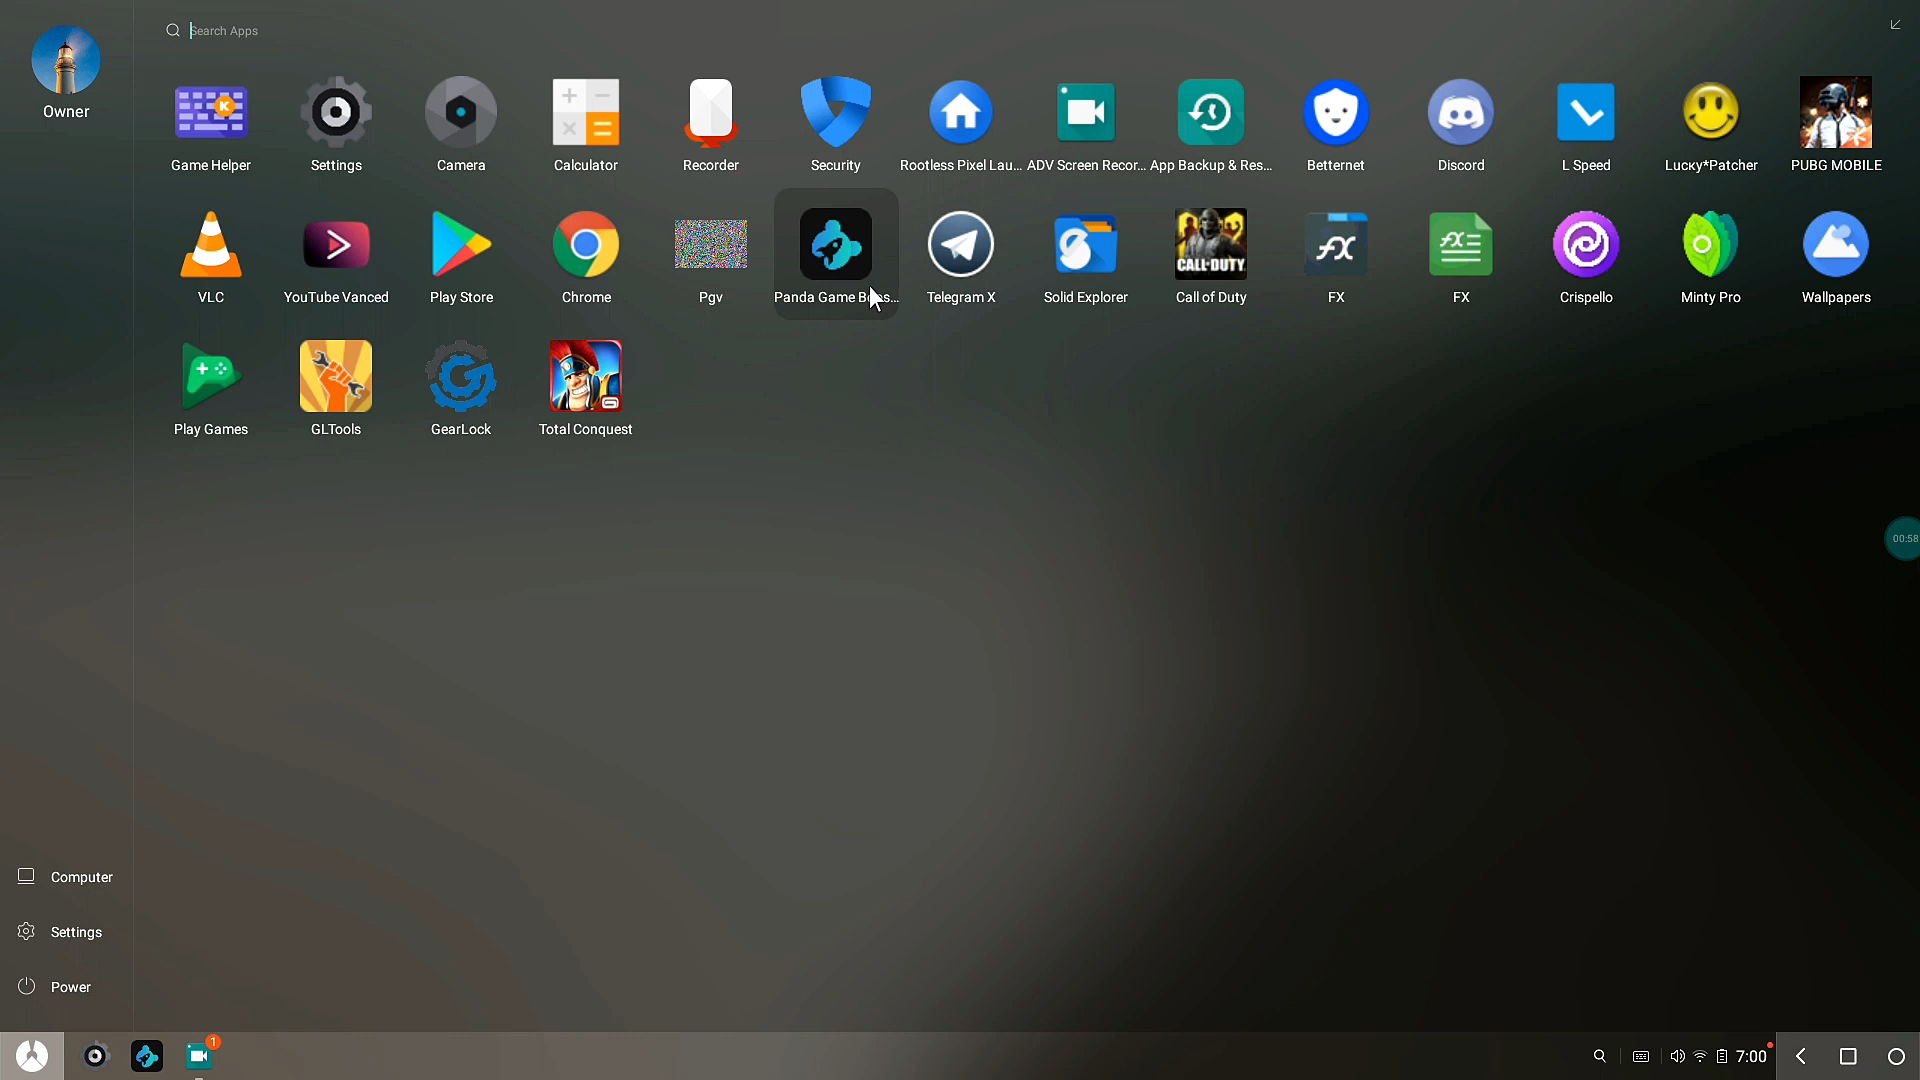 Search Apps
Owner
Game Helper
Settings
Camera
Calculator
Recorder
Security
Rootless Pixel Lau...
ADV Screen Recor...
App Backup & Res...
Betternet
Discord
L Speed
Lucky*Patcher
PUBG MOBILE
CALL•DUTY
fx
fx
VLC
YouTube Vanced
Play Store
Chrome
Pgv
Panda Game
Telegram X
Solid Explorer
Call of Duty
FX
FX
Crispello
Minty Pro
Wallpapers
Play Games
GLTools
GearLock
Total Conquest
00:58
Computer
Settings
Power
1
7:00